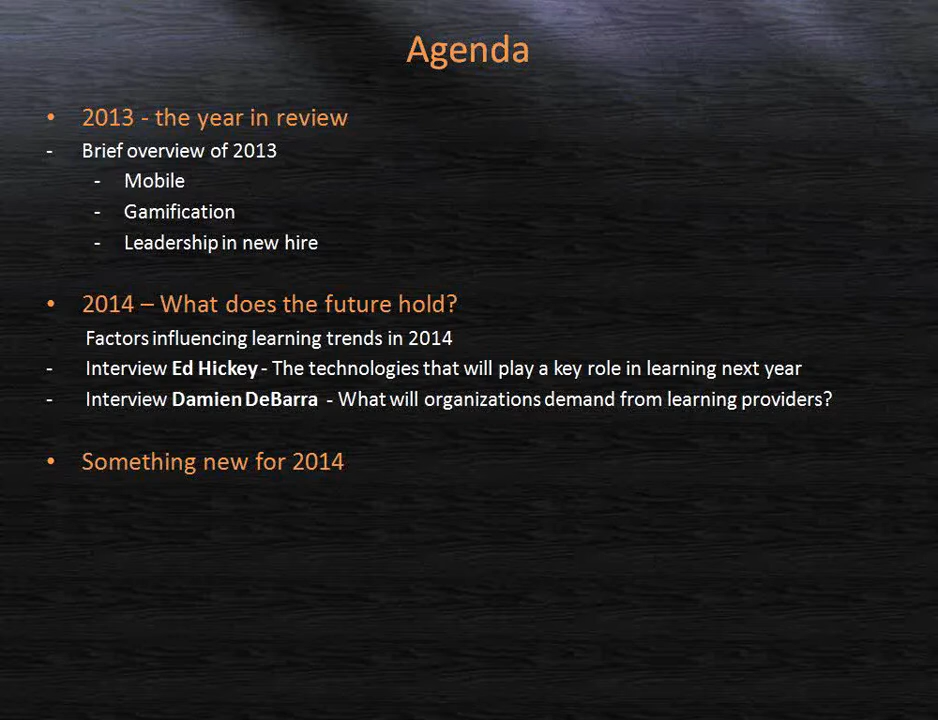 Agenda
• 2013 - the year in review
- Brief overview of 2013
- Mobile
- Gamification
- Leadership in new hire
• 2014 – What does the future hold?
Factors influencing learning trends in 2014
- Interview Ed Hickey - The technologies that will play a key role in learning next year
- Interview Damien DeBarra - What will organizations demand from learning providers?
• Something new for 2014